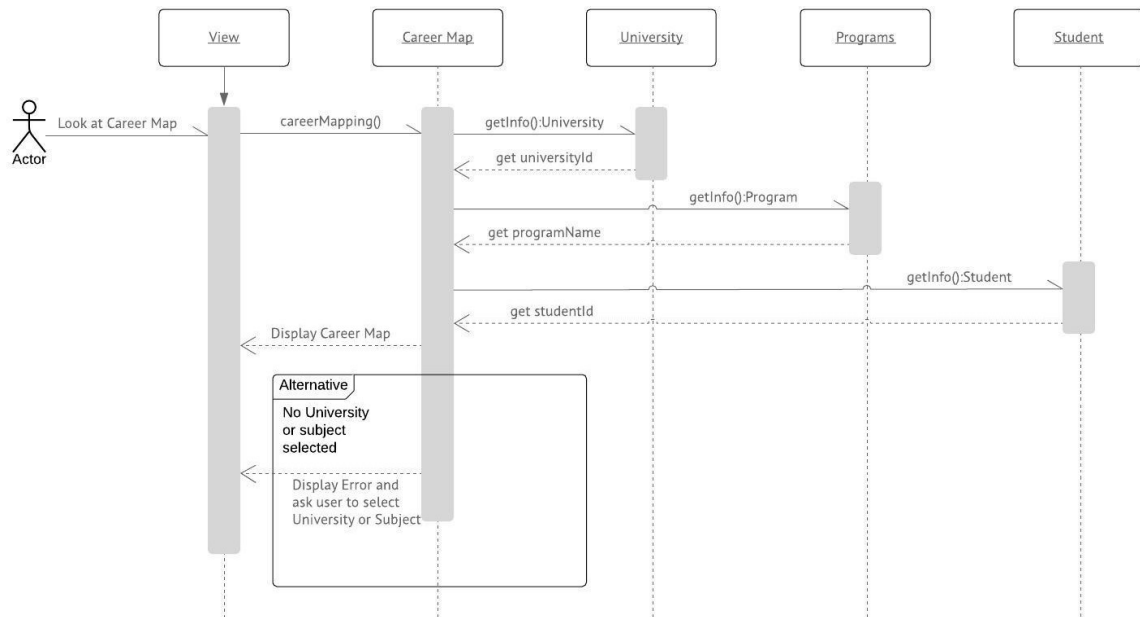 View
Career Map
University
Programs
Student
Look at Career Map
Actor
careerMapping()
getInfo():University
get universityId
getInfo():Program
get programName
getInfo():Student
get studentId
Display Career Map
Alternative
No University
or subject
selected
Display Error and
ask user to select
University or Subject